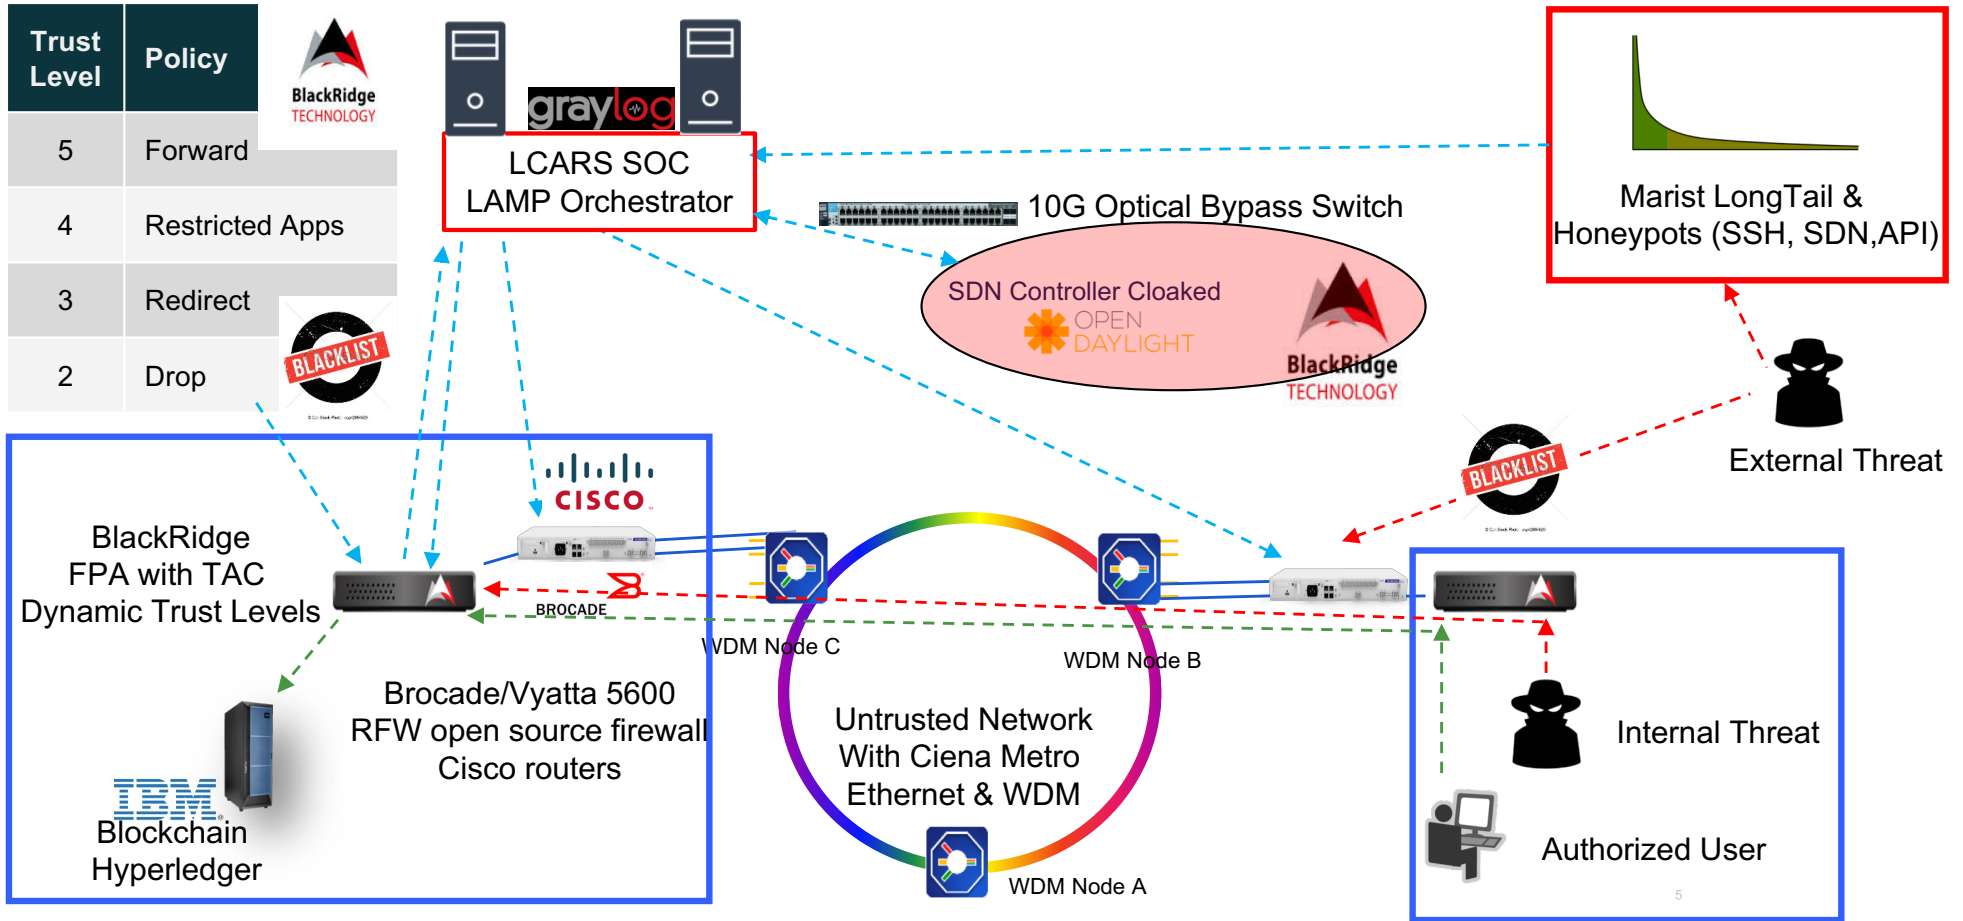 Trust Level
Policy
5
Forward
4
Restricted Apps
3
Redirect
2
Drop
BlackRidge
TECHNOLOGY
BLACKLIST
graylog
LCARS SOC
LAMP Orchestrator
10G Optical Bypass Switch
SDN Controller Cloaked
OPEN
DAYLIGHT
BlackRidge
TECHNOLOGY
Marist LongTail &
Honeypots (SSH, SDN,API)
External Threat
BLACKLIST
CISCO
BROCADE
BlackRidge
FPA with TAC
Dynamic Trust Levels
Brocade/Vyatta 5600
RFW open source firewall
Cisco routers
IBM
Blockchain
Hyperledger
WDM Node C
WDM Node B
Untrusted Network
With Ciena Metro
Ethernet & WDM
WDM Node A
Internal Threat
Authorized User
5